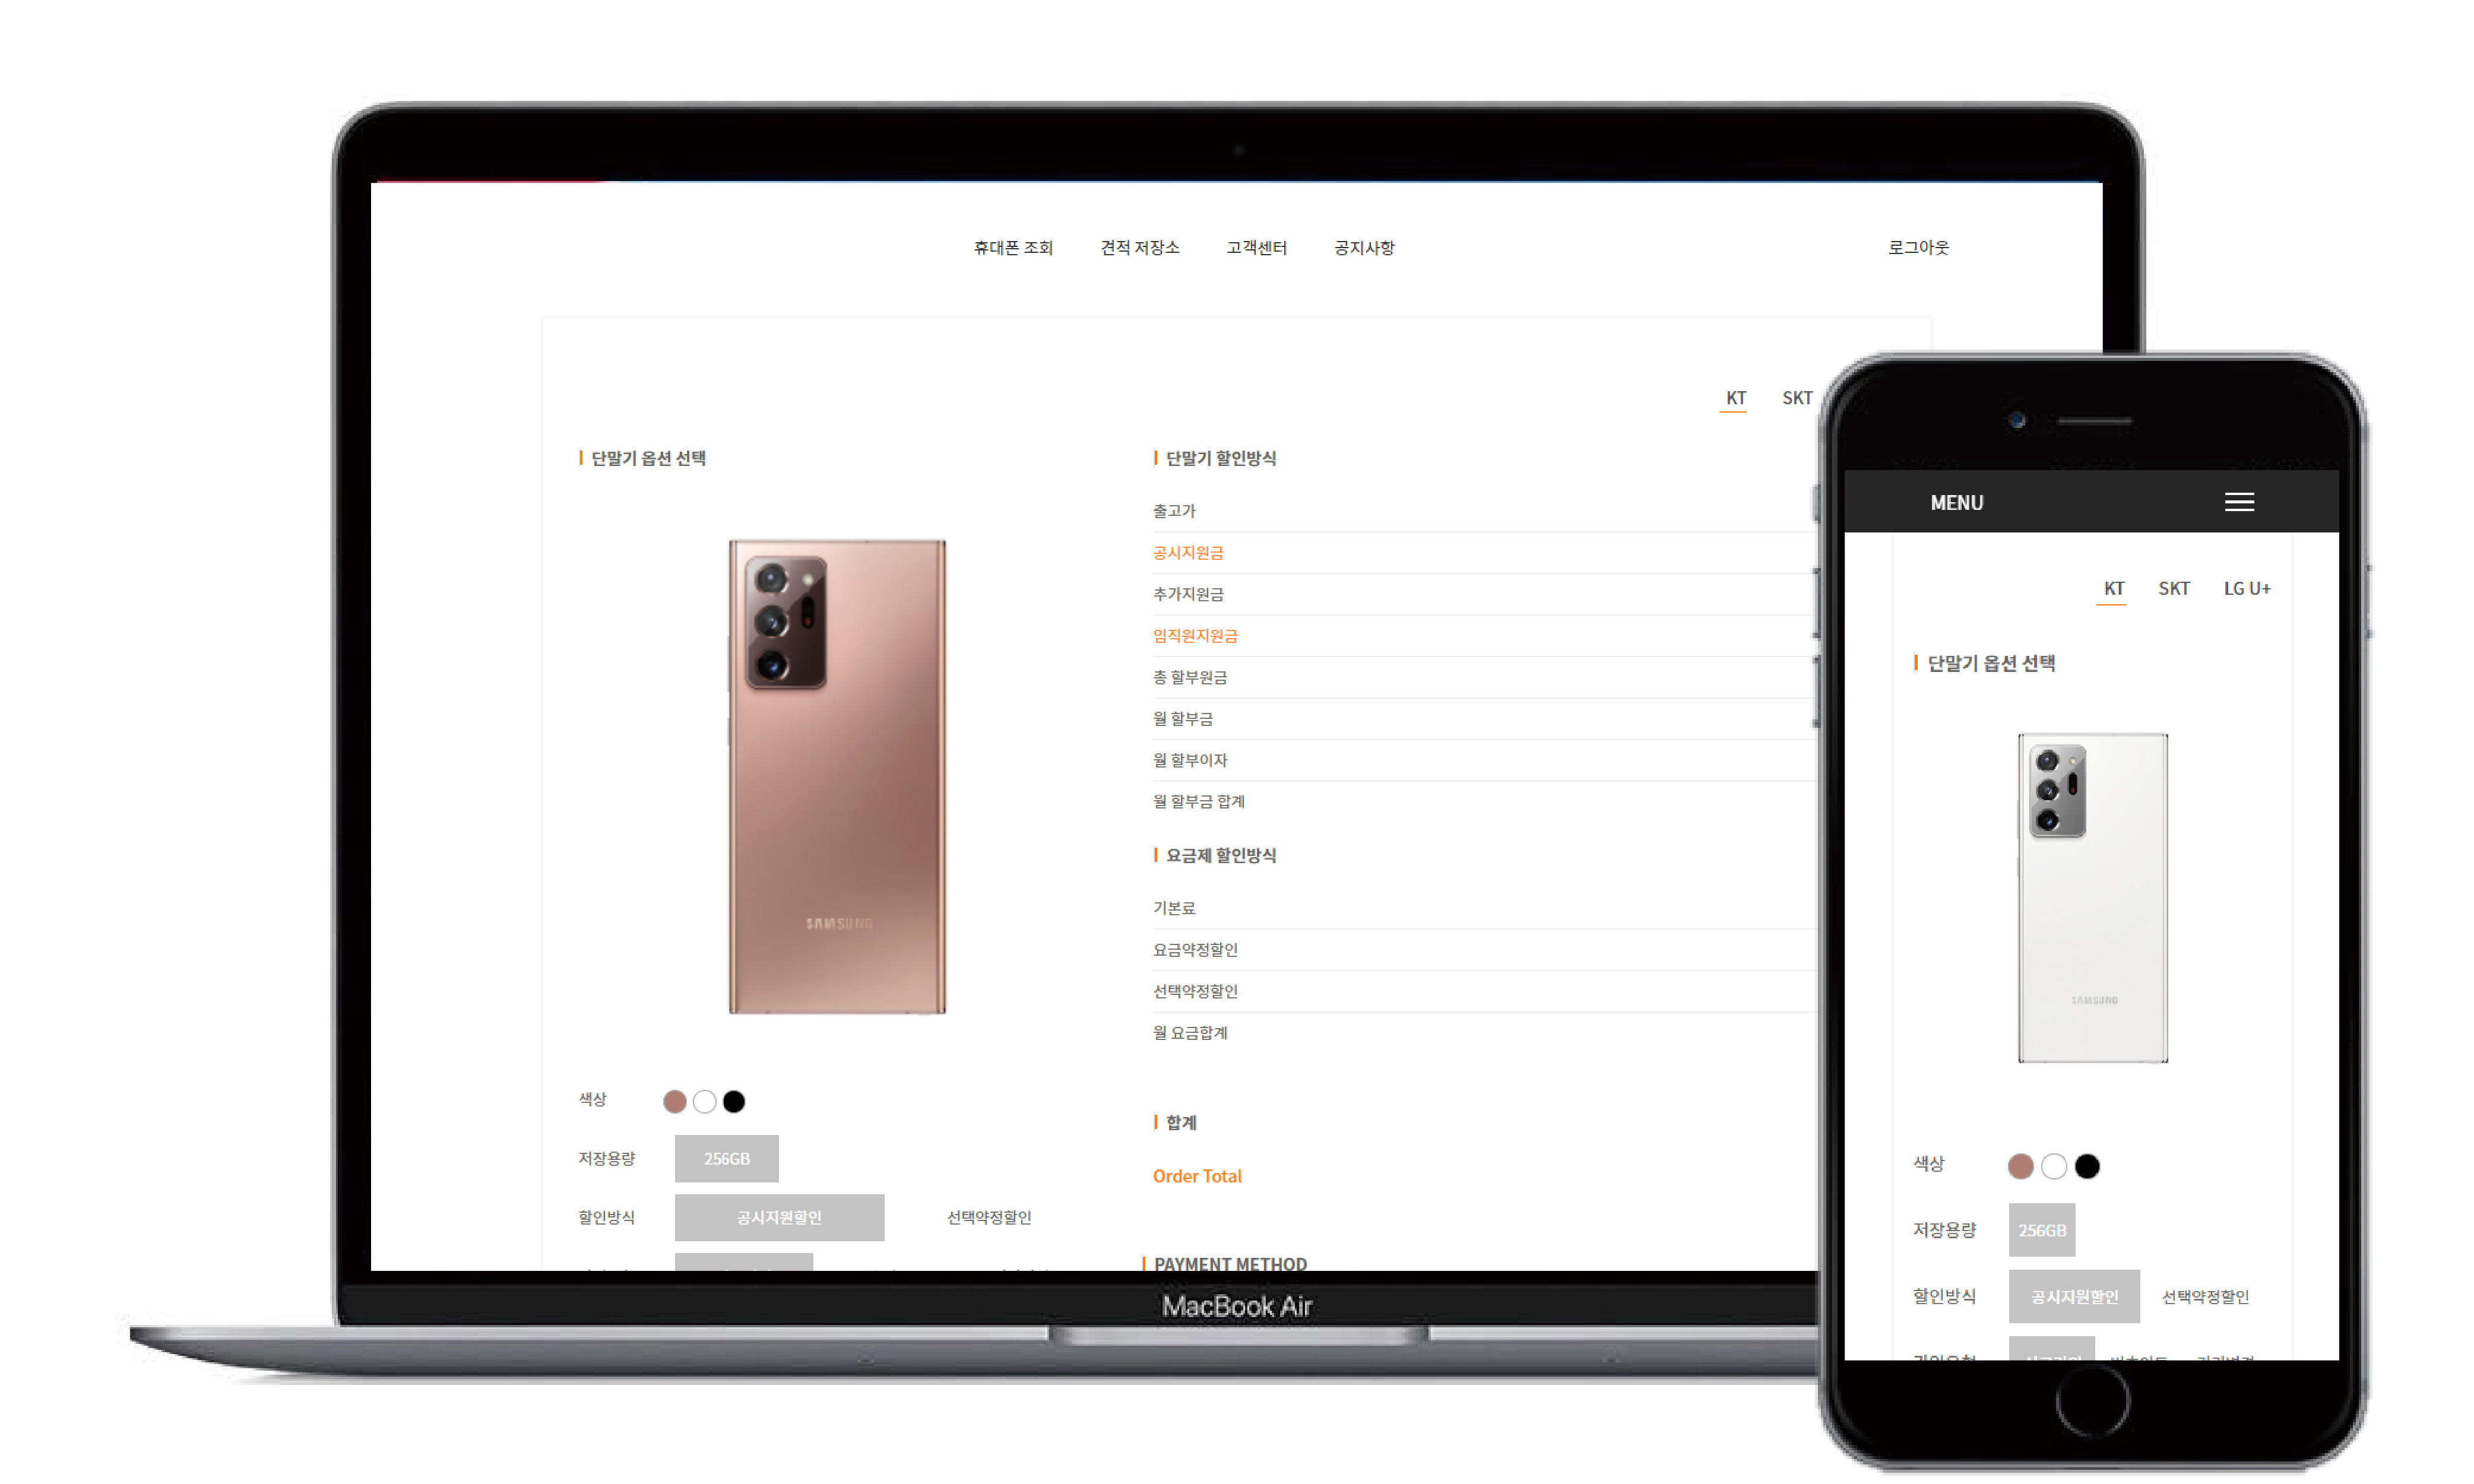 휴대폰 조회 견적 저장소 고객센터 공지사항 로그아웃
KT SKT
단말기 옵션 선택
SAMSUNG
색상
저장용량 256GB
할인방식 공시지원할인 선택약정할인
단말기 할인방식
출고가
공시지원금
추가지원금
임직원지원금
총 할부원금
월 할부금
월 할부이자
월 할부금 합계
요금제 할인방식
기본료
요금약정할인
선택약정할인
월 요금합계
합계
Order Total
PAYMENT METHOD
MacBook Air
MENU
KT SKT LG U+
단말기 옵션 선택
SAMSUNG
색상
저장용량 256GB
할인방식 공시지원할인 선택약정할인